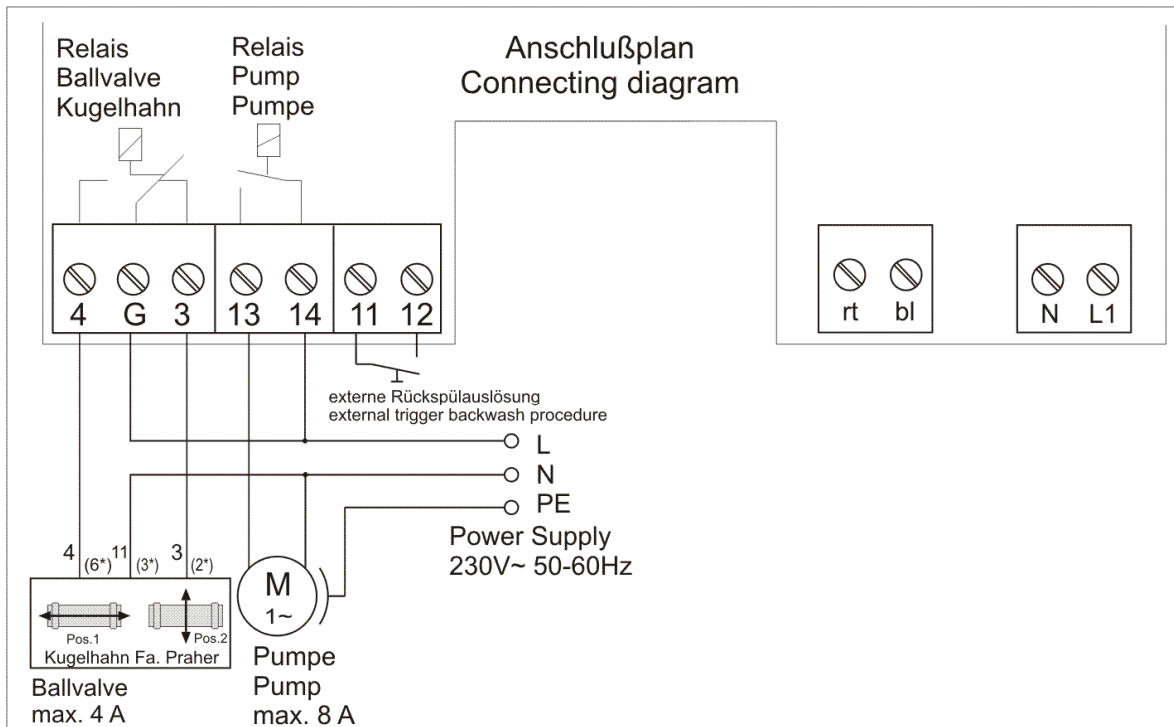 Relais
Ballvalve
Kugelhahn
Relais
Pump
Pumpe
Anschlußplan
Connecting diagram
4 G 3 13 14 11 12
rt bl
N L1
externe Rückspülauslösung
external trigger backwash procedure
L
N
PE
Power Supply
230V~ 50-60Hz
4 (6*) 11 (3*) 3 (2*)
Pos.1 Pos.2
Kugelhahn Fa. Praher
Ballvalve
max. 4 A
M
1~
Pumpe
Pump
max. 8 A